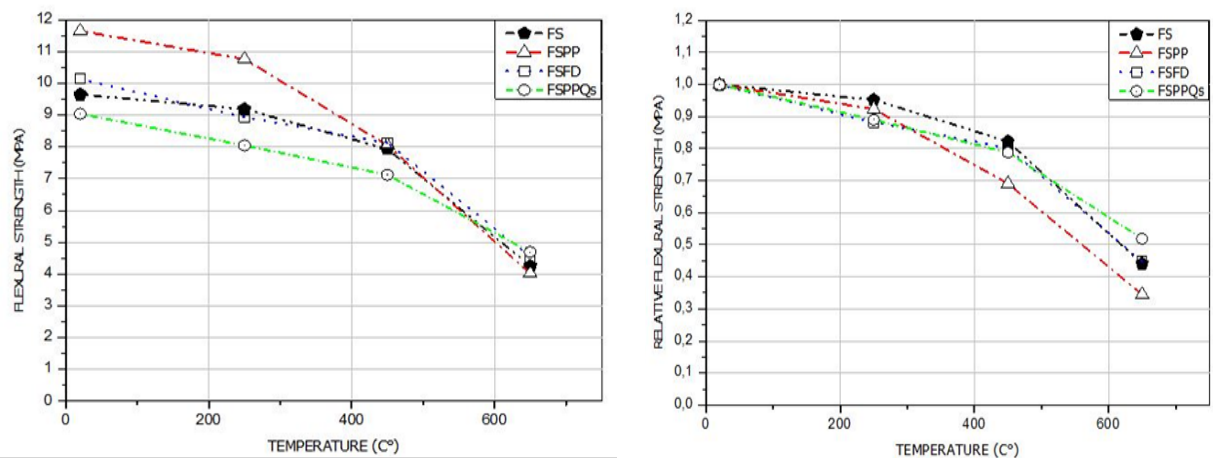 12
11
10
9
8
7
6
5
4
3
2
1
0
FLEXURAL STRENGTH (MPA)
0
200
400
600
TEMPERATURE (C°)
FS
FSPP
FSFD
FSPPQs
1,2
1,1
1,0
0,9
0,8
0,7
0,6
0,5
0,4
0,3
0,2
0,1
0,0
RELATIVE FLEXURAL STRENGTH (MPA)
0
200
400
600
TEMPERATURE (C°)
FS
FSPP
FSFD
FSPPQs